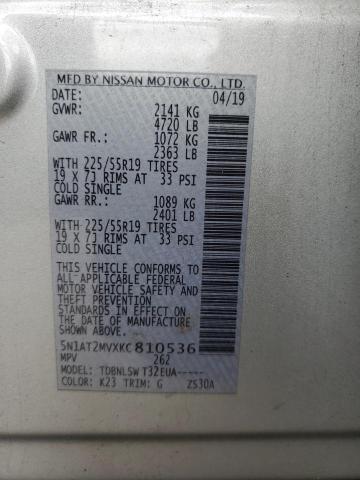 MFD BY NISSAN MOTOR CO., LTD.
DATE: 04/19
GVWR: 2141 KG
4720 LB
GAWR FR.: 1072 KG
2363 LB
WITH 225/55R19 TIRES
19 X 7J RIMS AT 33 PSI
COLD SINGLE
GAWR RR.: 1089 KG
2401 LB
WITH 225/55R19 TIRES
19 X 7J RIMS AT 33 PSI
COLD SINGLE
THIS VEHICLE CONFORMS TO
ALL APPLICABLE FEDERAL
MOTOR VEHICLE SAFETY AND
THEFT PREVENTION
STANDARDS IN EFFECT ON
THE DATE OF MANUFACTURE
SHOWN ABOVE.
5N1AT2MVXKC810536
MPV 262
MODEL: TDBNLSW T32EUA-----
COLOR: K23 TRIM: G ZS30A